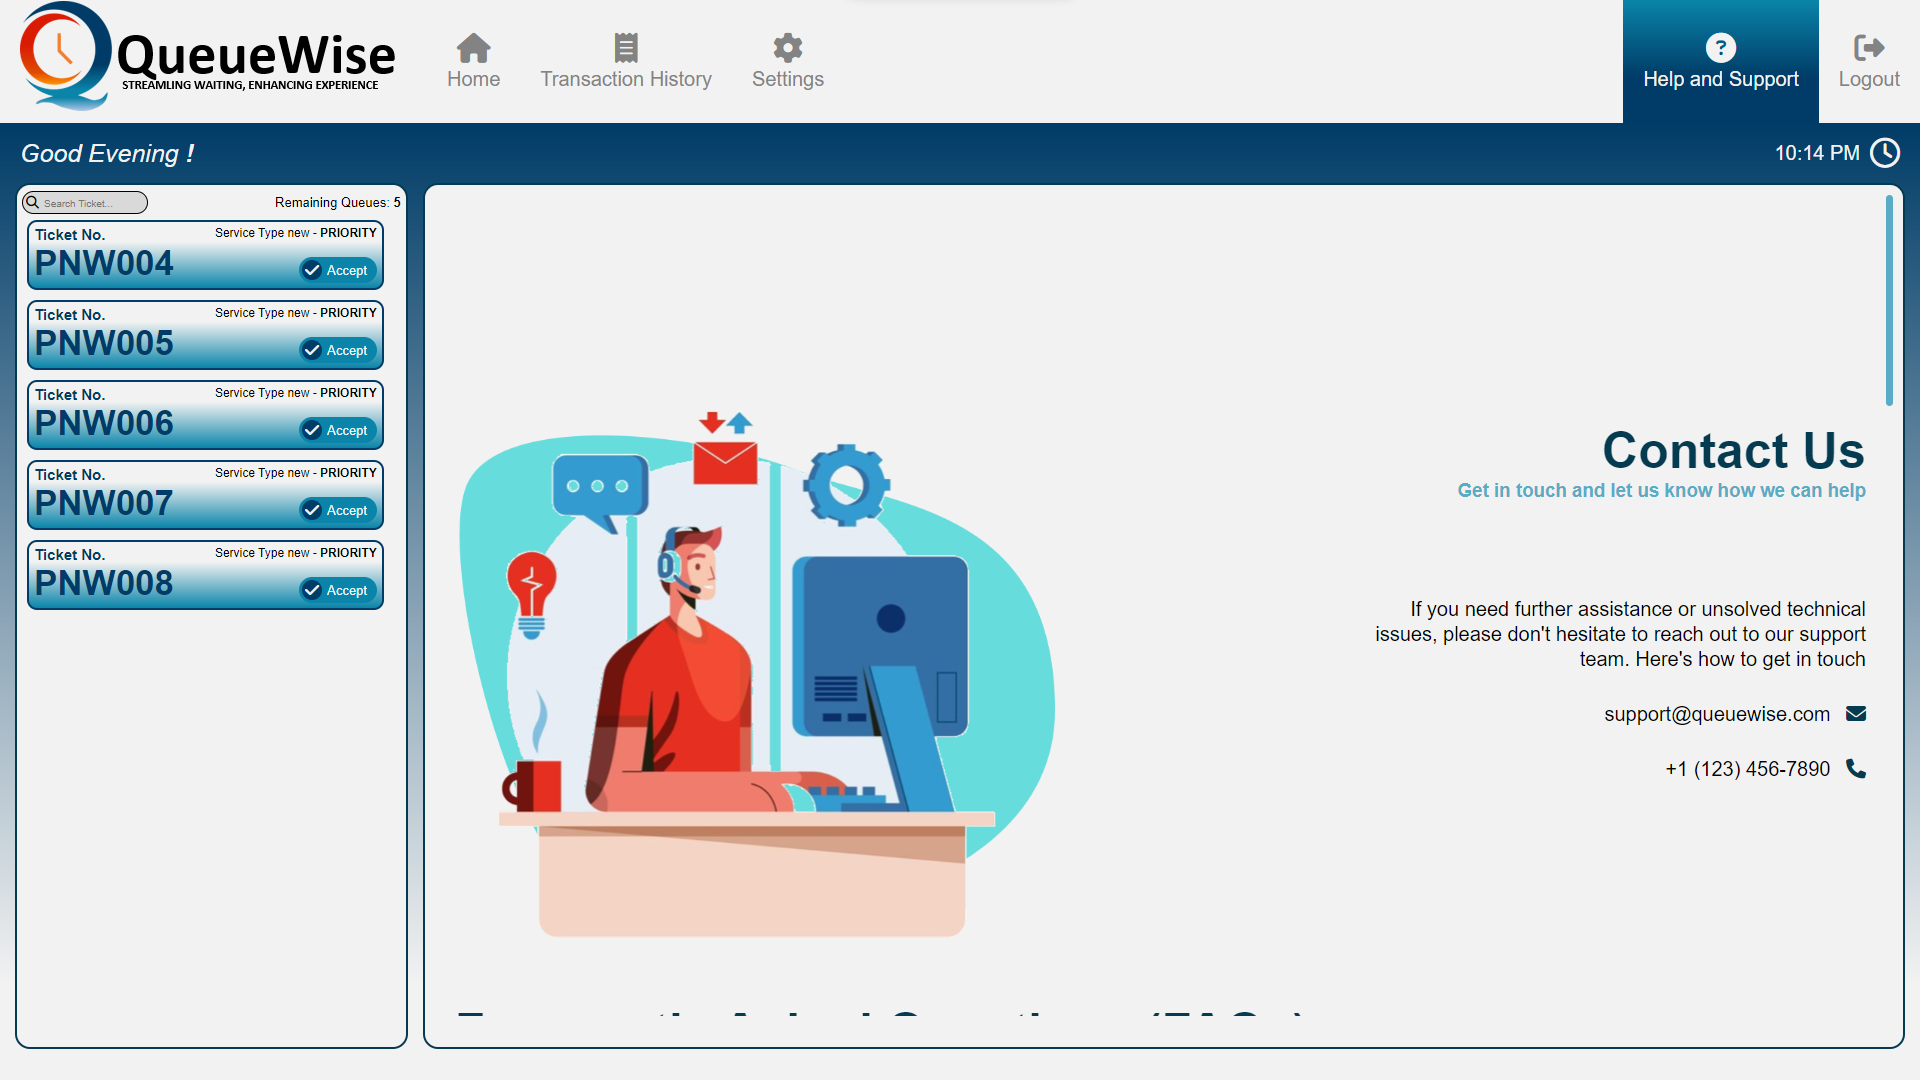 QueueWise
STREAMLING WAITING, ENHANCING EXPERIENCE
Home
Transaction History
Settings
Help and Support
Logout
Good Evening !
10:14 PM
Search Ticket...
Remaining Queues: 5
Ticket No.
Service Type new - PRIORITY
PNW004
Accept
Ticket No.
Service Type new - PRIORITY
PNW005
Accept
Ticket No.
Service Type new - PRIORITY
PNW006
Accept
Ticket No.
Service Type new - PRIORITY
PNW007
Accept
Ticket No.
Service Type new - PRIORITY
PNW008
Accept
Contact Us
Get in touch and let us know how we can help
If you need further assistance or unsolved technical
issues, please don't hesitate to reach out to our support
team. Here's how to get in touch
support@queuewise.com
+1 (123) 456-7890